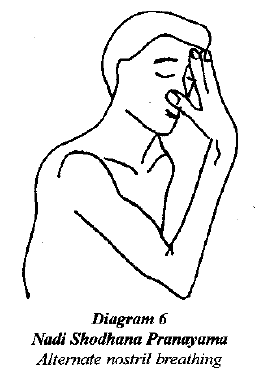 Diagram 6
Nadi Shodhana Pranayama
Alternate nostril breathing